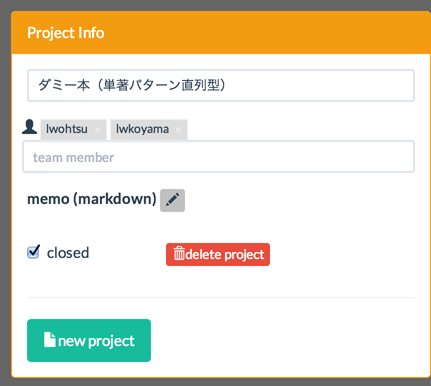 Project Info
ダミー本（単著パターン直列型）
lwohtsu × lwkoyama ×
team member
memo (markdown)
closed delete project
new project